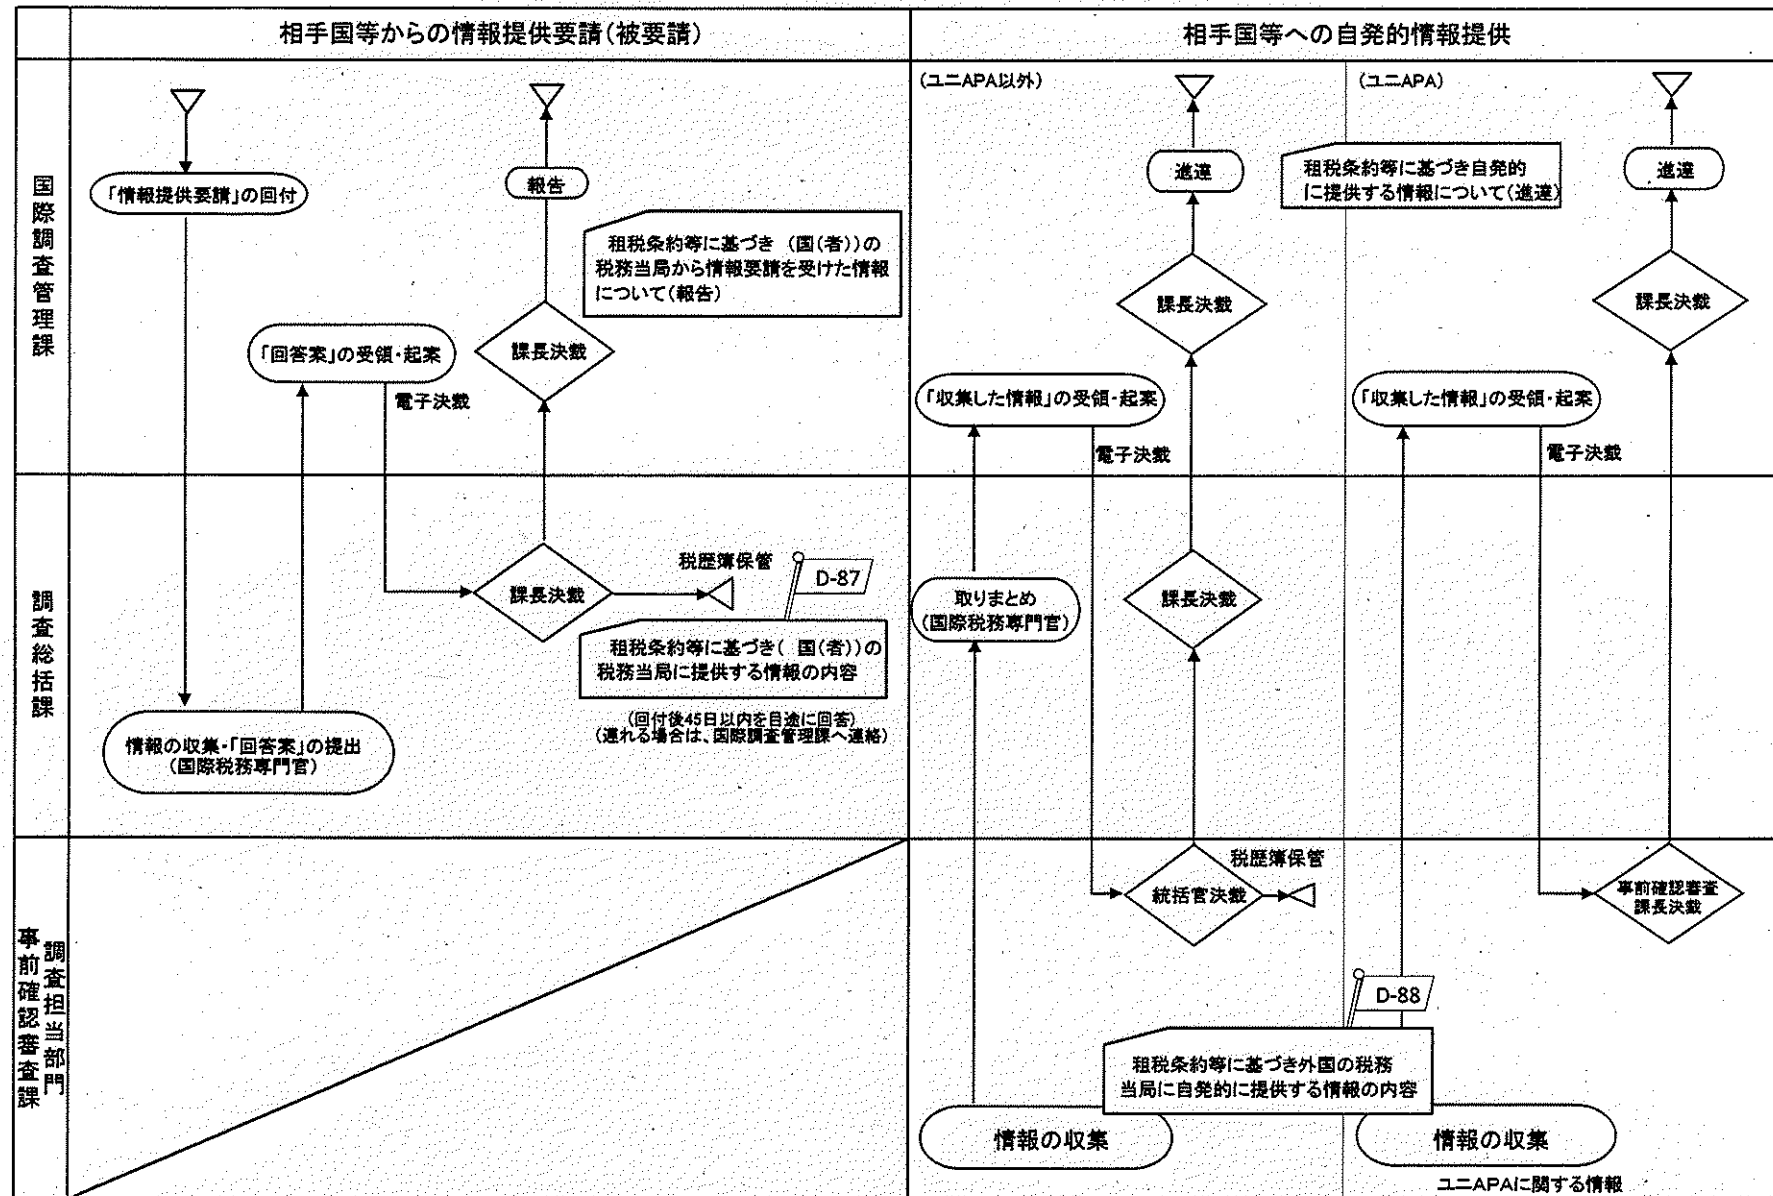 相手国等からの情報提供要請(被要請)
相手国等への自発的情報提供
国際調査管理課
「情報提供要請」の回付
報告
租税条約等に基づき (国(者))の
税務当局から情報要請を受けた情報
について(報告)
「回答案」の受領・起案
電子決裁
課長決裁
(ユニAPA以外)
進達
課長決裁
「収集した情報」の受領・起案
電子決裁
(ユニAPA)
租税条約等に基づき自発的
に提供する情報について(進達)
進達
課長決裁
「収集した情報」の受領・起案
電子決裁
調査総括課
課長決裁
税歴簿保管
D-87
租税条約等に基づき( 国(者))の
税務当局に提供する情報の内容
(回付後45日以内を目途に回答)
(遅れる場合は、国際調査管理課へ連絡)
情報の収集・「回答案」の提出
(国際税務専門官)
取りまとめ
(国際税務専門官)
課長決裁
調査担当部門
事前確認審査課
統括官決裁
税歴簿保管
事前確認審査
課長決裁
D-88
租税条約等に基づき外国の税務
当局に自発的に提供する情報の内容
情報の収集
情報の収集
ユニAPAに関する情報